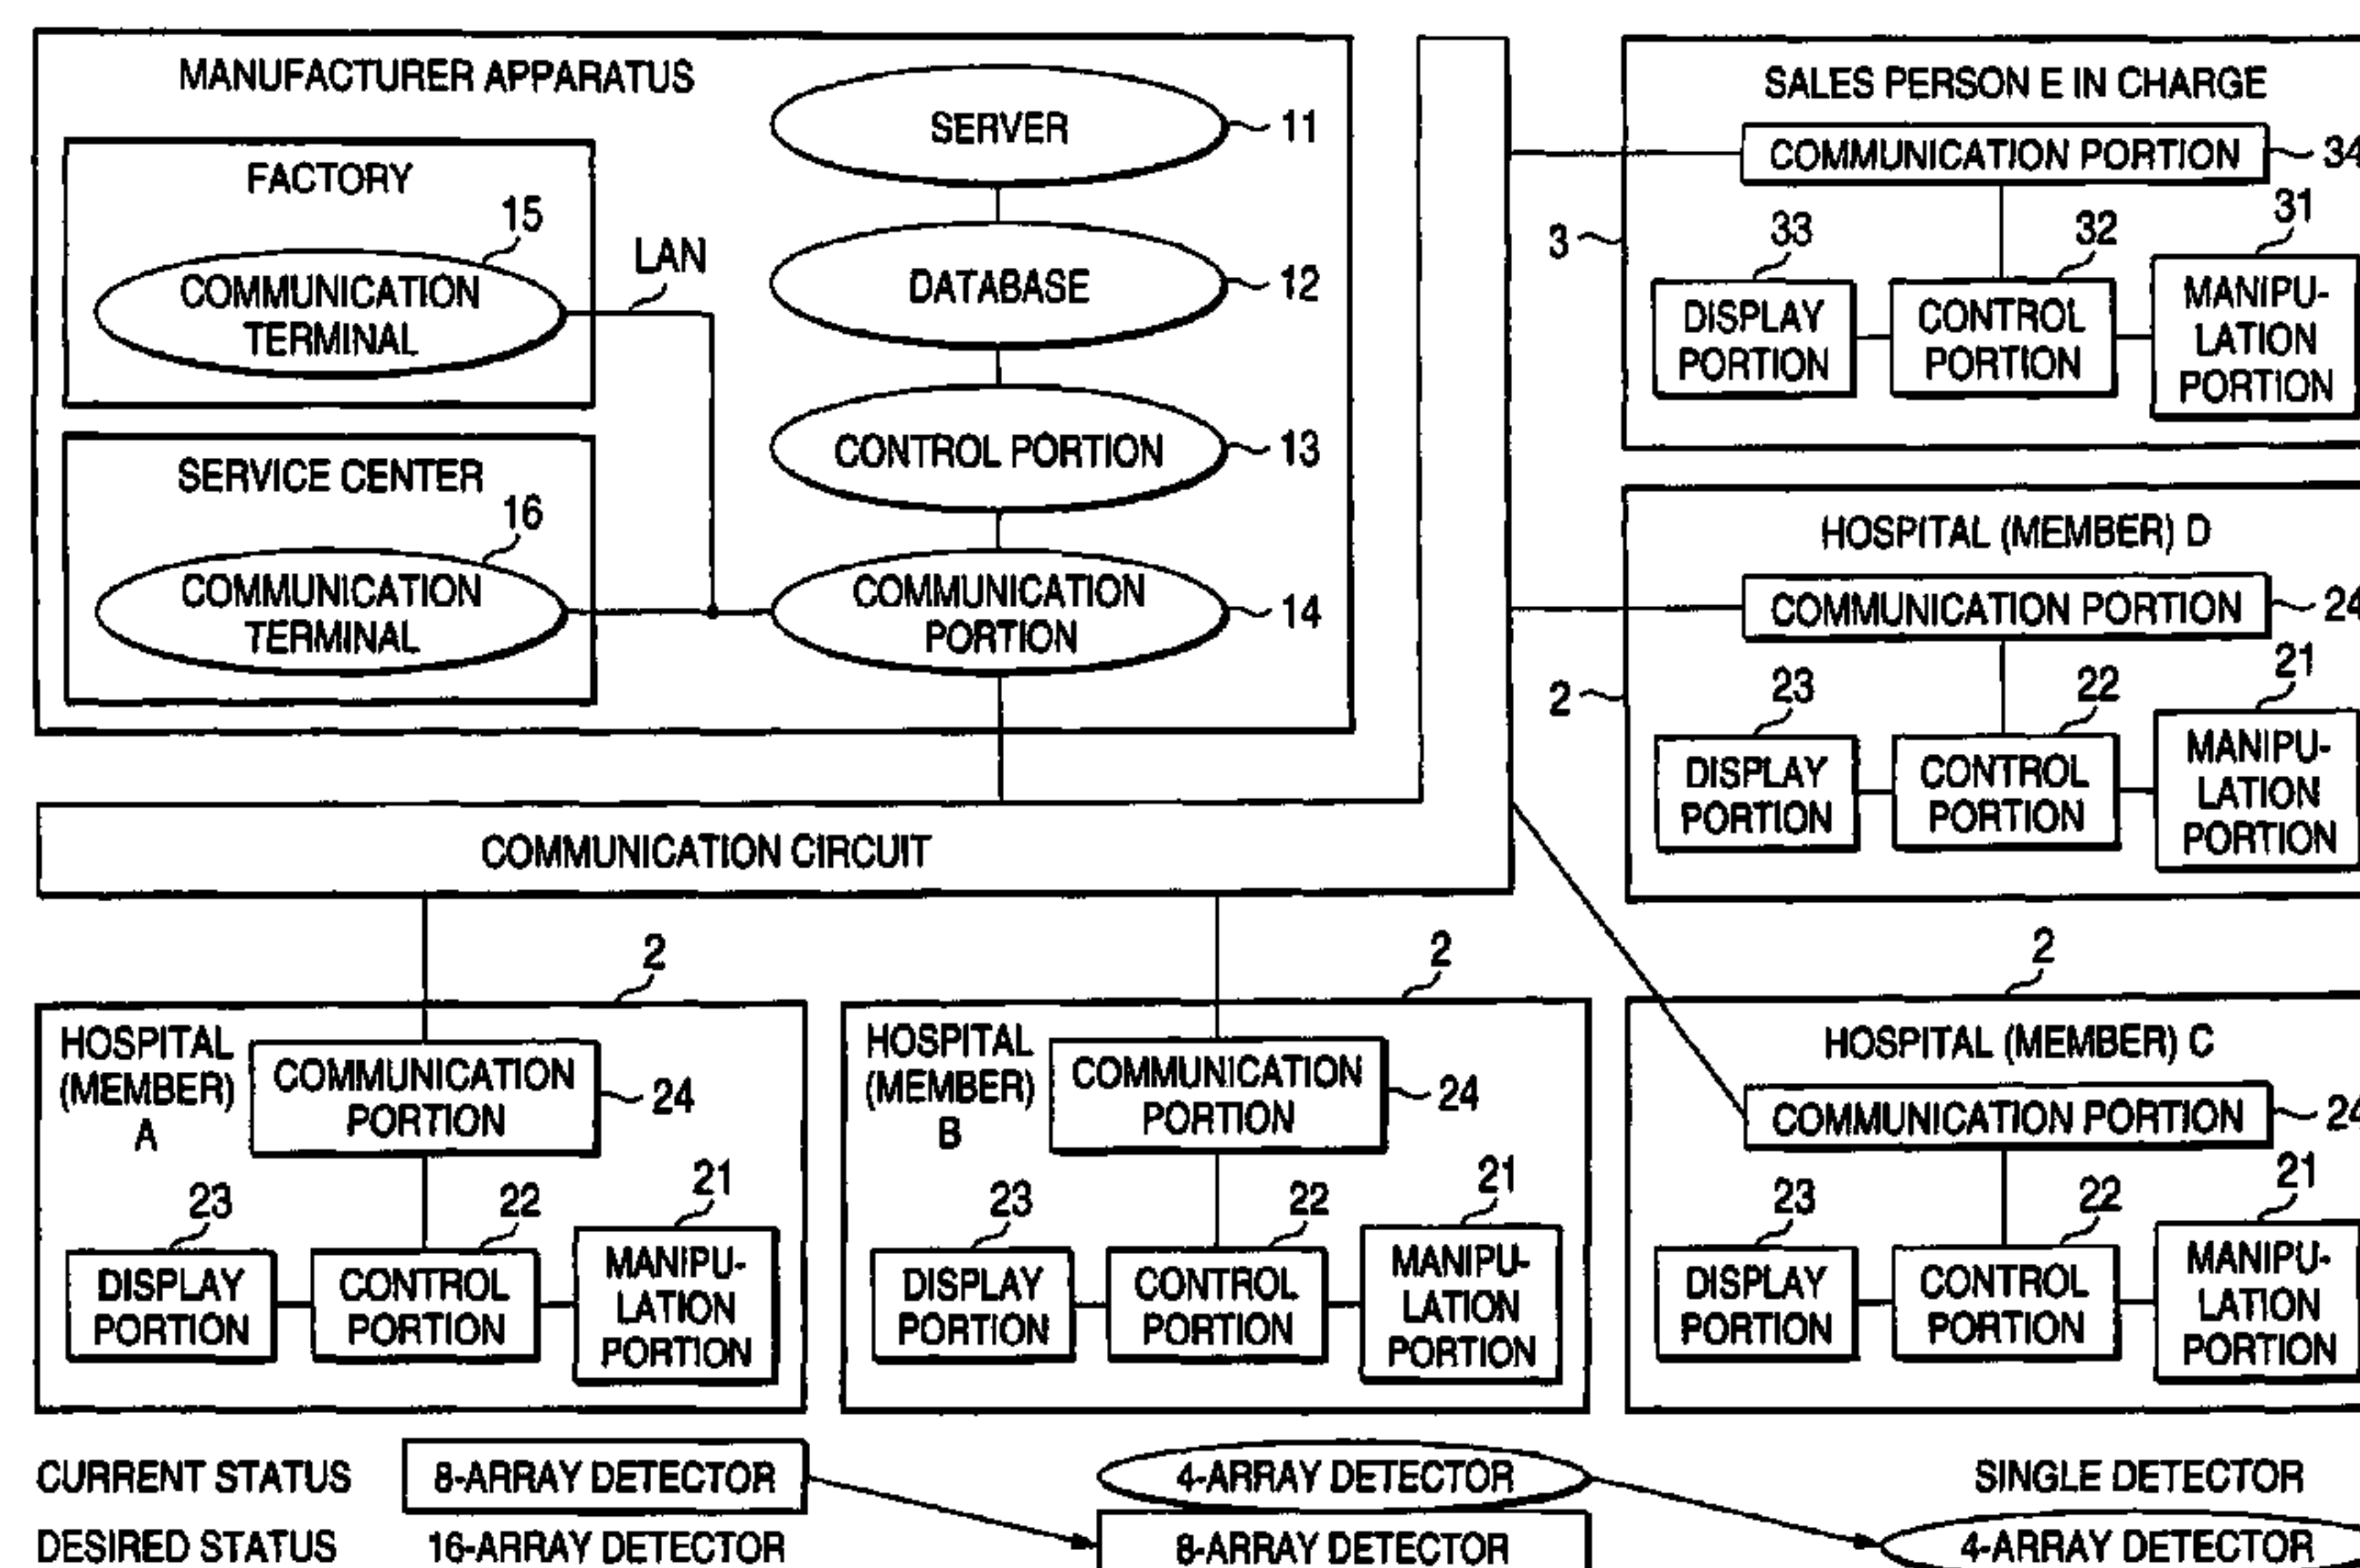 MANUFACTURER APPARATUS
FACTORY
15
COMMUNICATION
TERMINAL
LAN
SERVICE CENTER
16
COMMUNICATION
TERMINAL
SERVER
11
DATABASE
12
CONTROL PORTION
13
COMMUNICATION
PORTION
14
COMMUNICATION CIRCUIT
SALES PERSON E IN CHARGE
COMMUNICATION PORTION
34
3
33
32
31
DISPLAY
PORTION
CONTROL
PORTION
MANIPU-
LATION
PORTION
HOSPITAL (MEMBER) D
COMMUNICATION PORTION
24
2
23
22
21
DISPLAY
PORTION
CONTROL
PORTION
MANIPU-
LATION
PORTION
2
HOSPITAL
(MEMBER)
A
COMMUNICATION
PORTION
24
23
22
21
DISPLAY
PORTION
CONTROL
PORTION
MANIPU-
LATION
PORTION
2
HOSPITAL
(MEMBER)
B
COMMUNICATION
PORTION
24
23
22
21
DISPLAY
PORTION
CONTROL
PORTION
MANIPU-
LATION
PORTION
2
HOSPITAL (MEMBER) C
COMMUNICATION PORTION
24
23
22
21
DISPLAY
PORTION
CONTROL
PORTION
MANIPU-
LATION
PORTION
CURRENT STATUS 8-ARRAY DETECTOR 4-ARRAY DETECTOR SINGLE DETECTOR
DESIRED STATUS 16-ARRAY DETECTOR 8-ARRAY DETECTOR 4-ARRAY DETECTOR